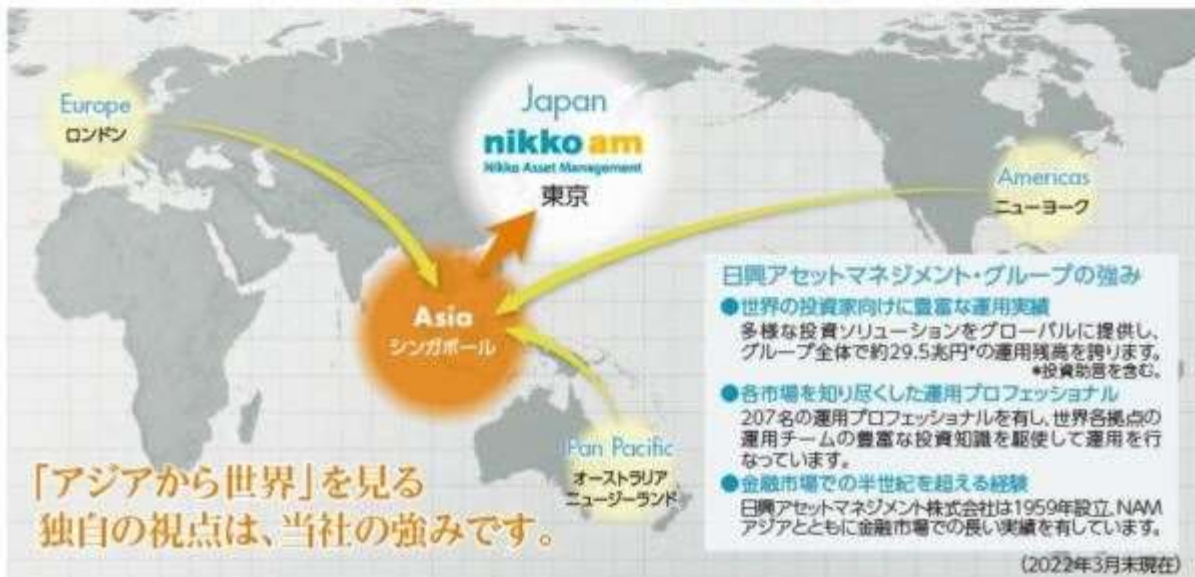 Europe
ロンドン
Japan
nikko am
Nikko Asset Management
東京
Americas
ニューヨーク
Asia
シンガポール
Pan Pacific
オーストラリア
ニュージーランド
「アジアから世界」を見る
独自の視点は、当社の強みです。
日興アセットマネジメント・グループの強み
●世界の投資家向けに豊富な運用実績
多様な投資ソリューションをグローバルに提供し、
グループ全体で約29.5兆円*の運用残高を誇ります。
*投資助言を含む。
●各市場を知り尽くした運用プロフェッショナル
207名の運用プロフェッショナルを有し、世界各拠点の
運用チームの豊富な投資知識を駆使して運用を行
なっています。
●金融市場での半世紀を超える経験
日興アセットマネジメント株式会社は1959年設立、NAM
アジアとともに金融市場での長い実績を有しています。
(2022年3月末現在)